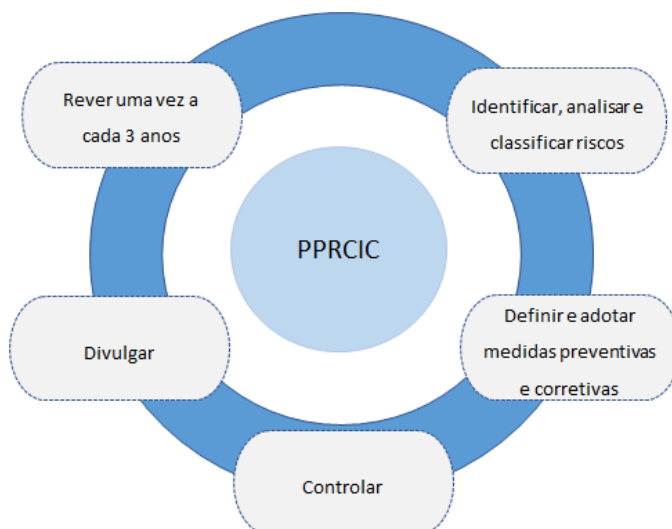 Rever uma vez a
cada 3 anos
Identificar, analisar e
classificar riscos
PPRCIC
Definir e adotar
medidas preventivas
e corretivas
Divulgar
Controlar